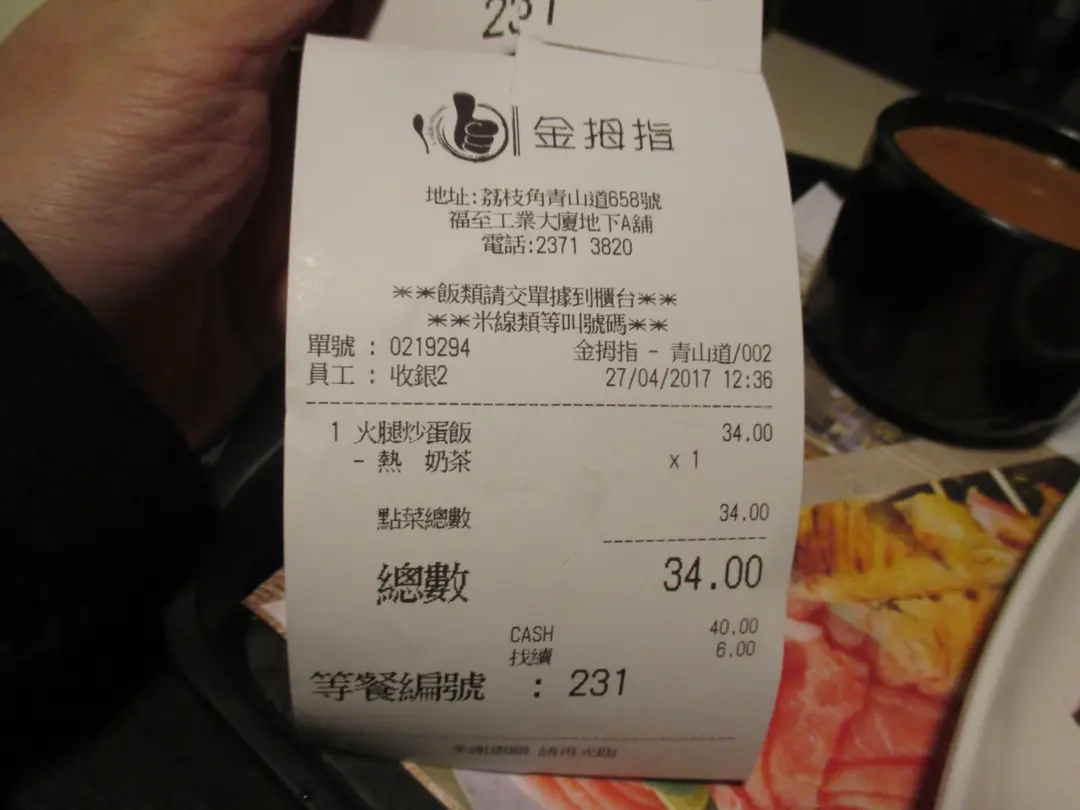 231
金拇指
地址:荔枝角青山道658號
福至工業大廈地下A舖
電話:2371 3820
**飯類請交單據到櫃台**
**米線類等叫號碼**
單號 : 0219294 金拇指 - 青山道/002
員工 : 收銀2 27/04/2017 12:36
1 火腿炒蛋飯 34.00
- 熱 奶茶 x 1
點菜總數 34.00
總數 34.00
CASH 40.00
找續 6.00
等餐編號 : 231